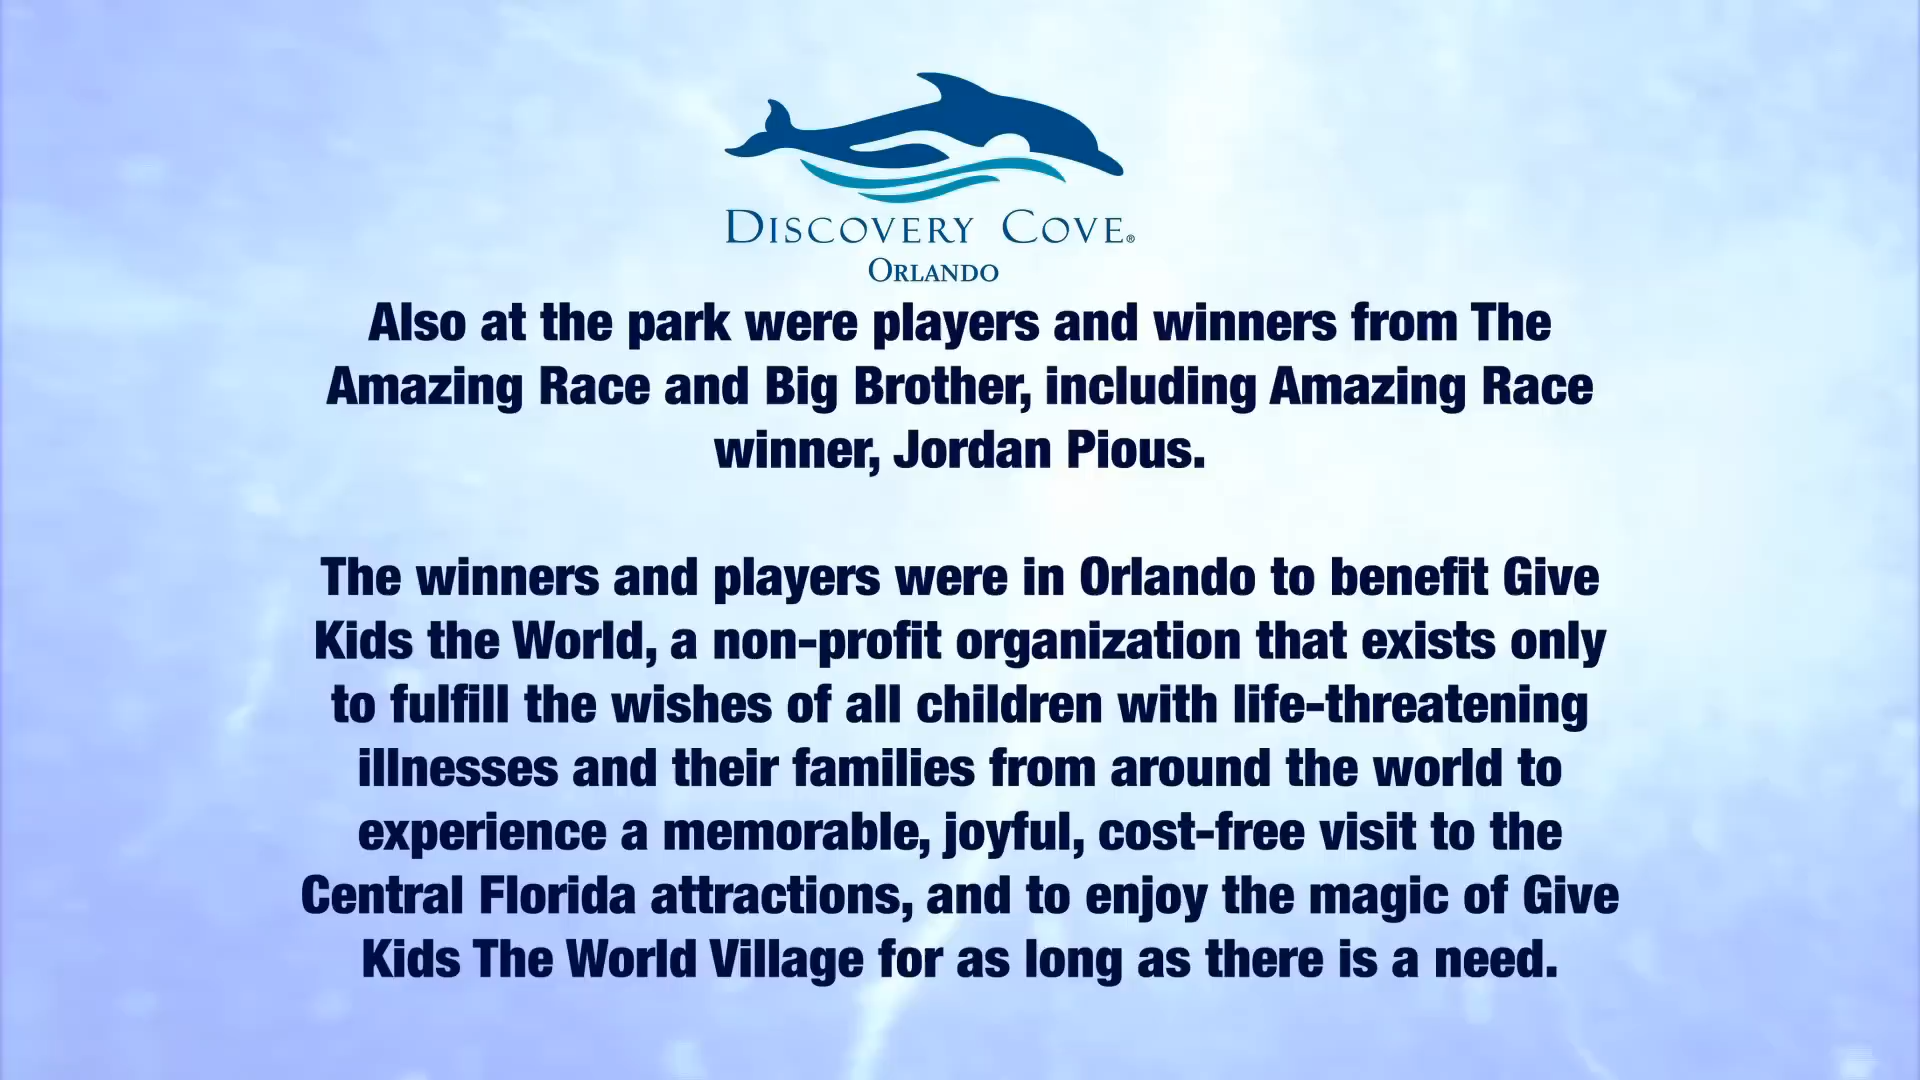 DISCOVERY COVE®
ORLANDO
Also at the park were players and winners from The
Amazing Race and Big Brother, including Amazing Race
winner, Jordan Pious.
The winners and players were in Orlando to benefit Give
Kids the World, a non-profit organization that exists only
to fulfill the wishes of all children with life-threatening
illnesses and their families from around the world to
experience a memorable, joyful, cost-free visit to the
Central Florida attractions, and to enjoy the magic of Give
Kids The World Village for as long as there is a need.